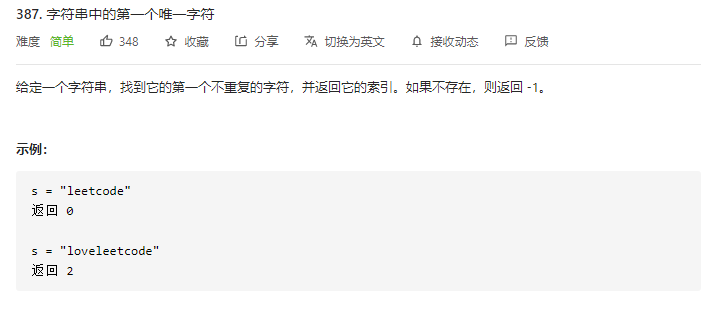 387. 字符串中的第一个唯一字符
难度 简单 348 收藏 分享 切换为英文 接收动态 反馈
给定一个字符串，找到它的第一个不重复的字符，并返回它的索引。如果不存在，则返回 -1。
示例：
s = "leetcode"
返回 0
s = "loveleetcode"
返回 2